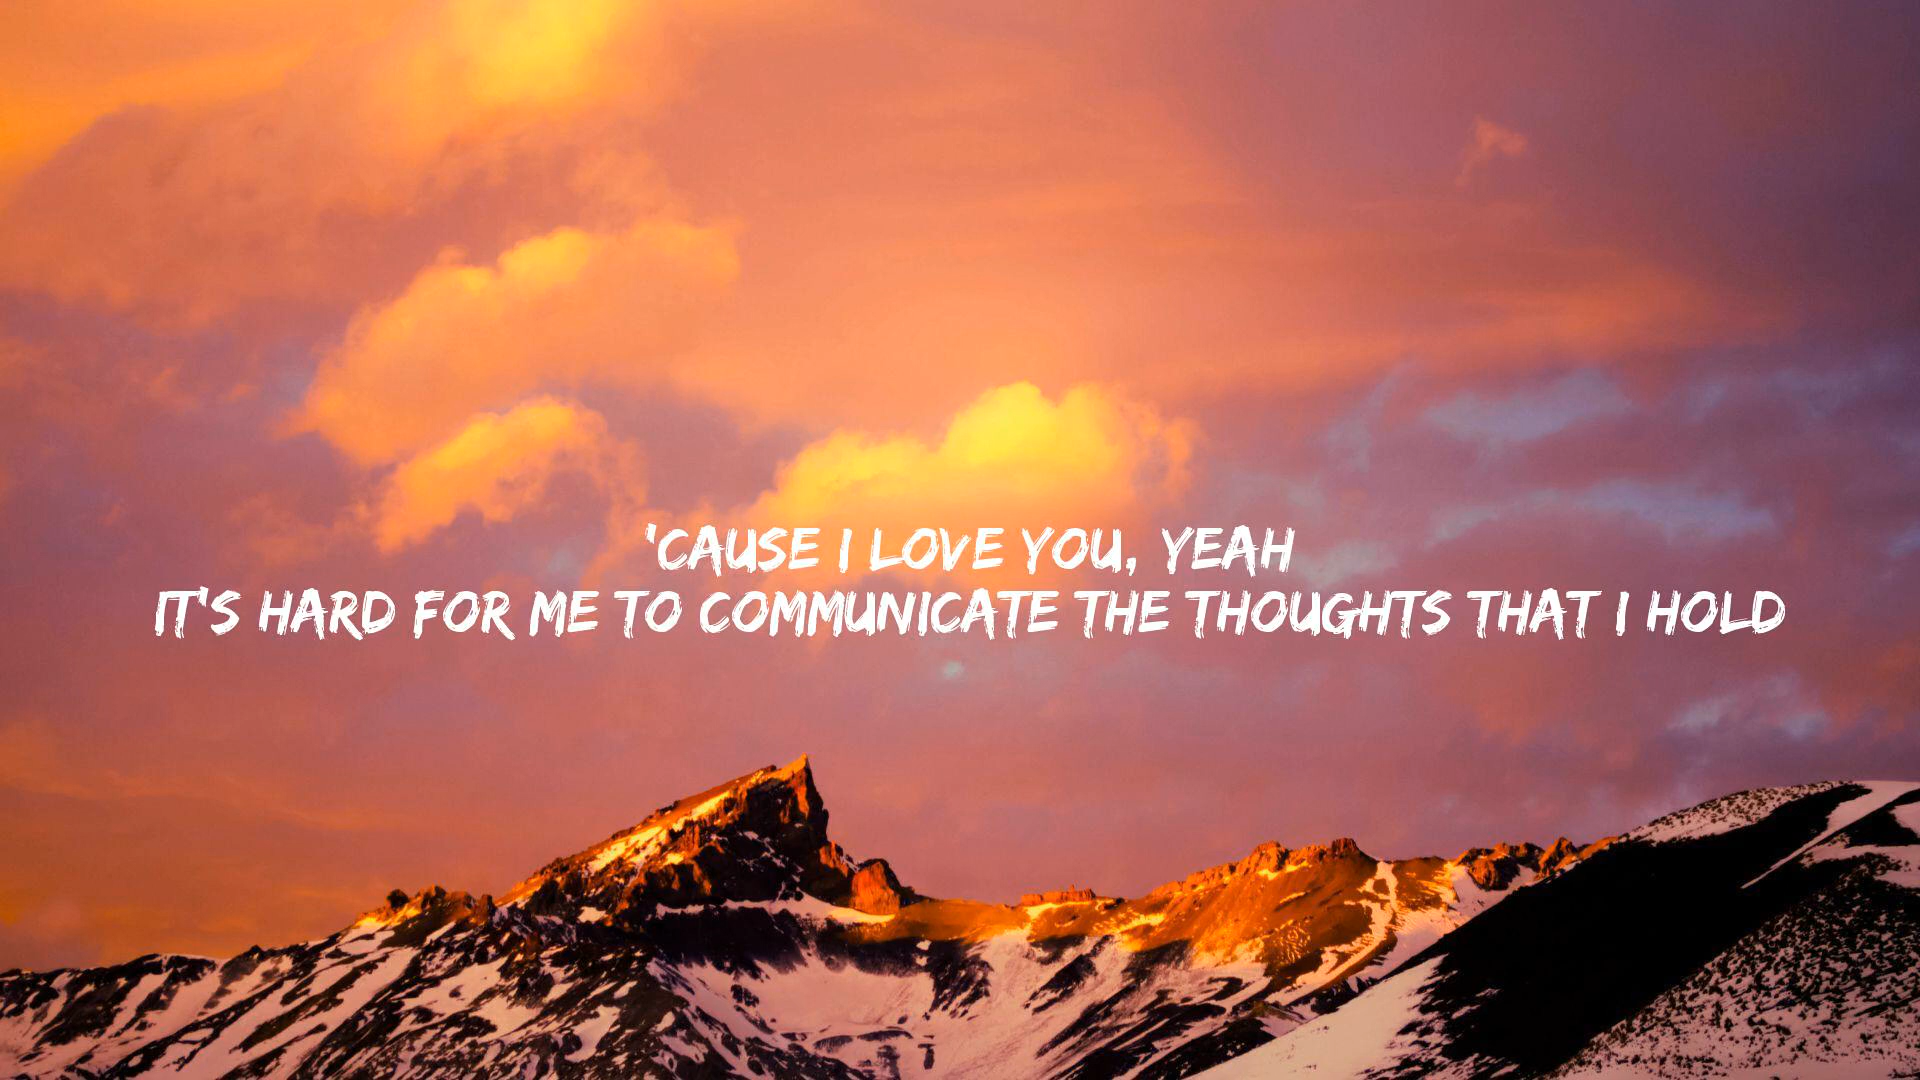 'CAUSE I LOVE YOU, YEAH
IT'S HARD FOR ME TO COMMUNICATE THE THOUGHTS THAT I HOLD